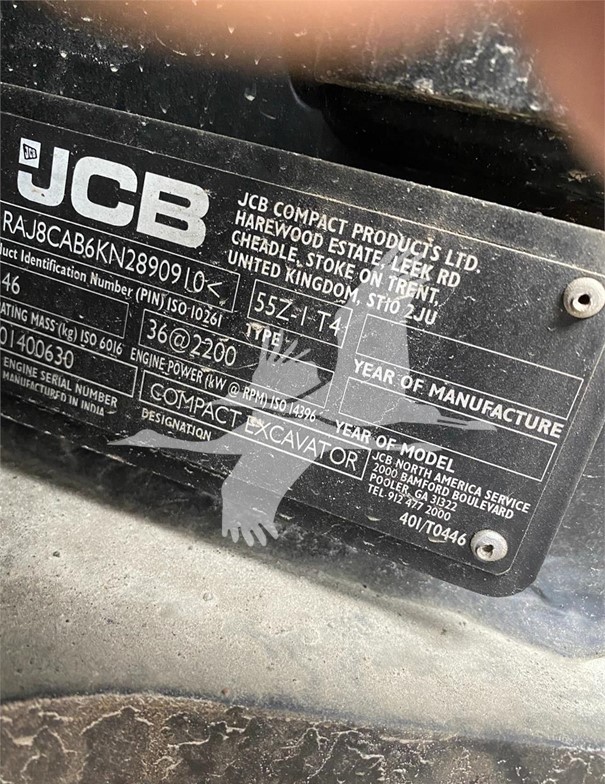 JCB
JCB COMPACT PRODUCTS LTD.
HAREWOOD ESTATE, LEEK RD
CHEADLE, STOKE ON TRENT,
UNITED KINGDOM, ST10 2JU
RAJ8CAB6KN2890910<
duct Identification Number (PIN) ISO 10261
55Z-1 T4
TYPE
YEAR OF MANUFACTURE
46
ATING MASS (kg) ISO 6016
36@2200
ENGINE POWER (kW @ RPM) ISO 14396
YEAR OF MODEL
01400630
ENGINE SERIAL NUMBER
MANUFACTURED IN INDIA
COMPACT EXCAVATOR
DESIGNATION
JCB NORTH AMERICA SERVICE
2000 BAMFORD BOULEVARD
POOLER, GA 31322
TEL-912 477 2000
401/T0446